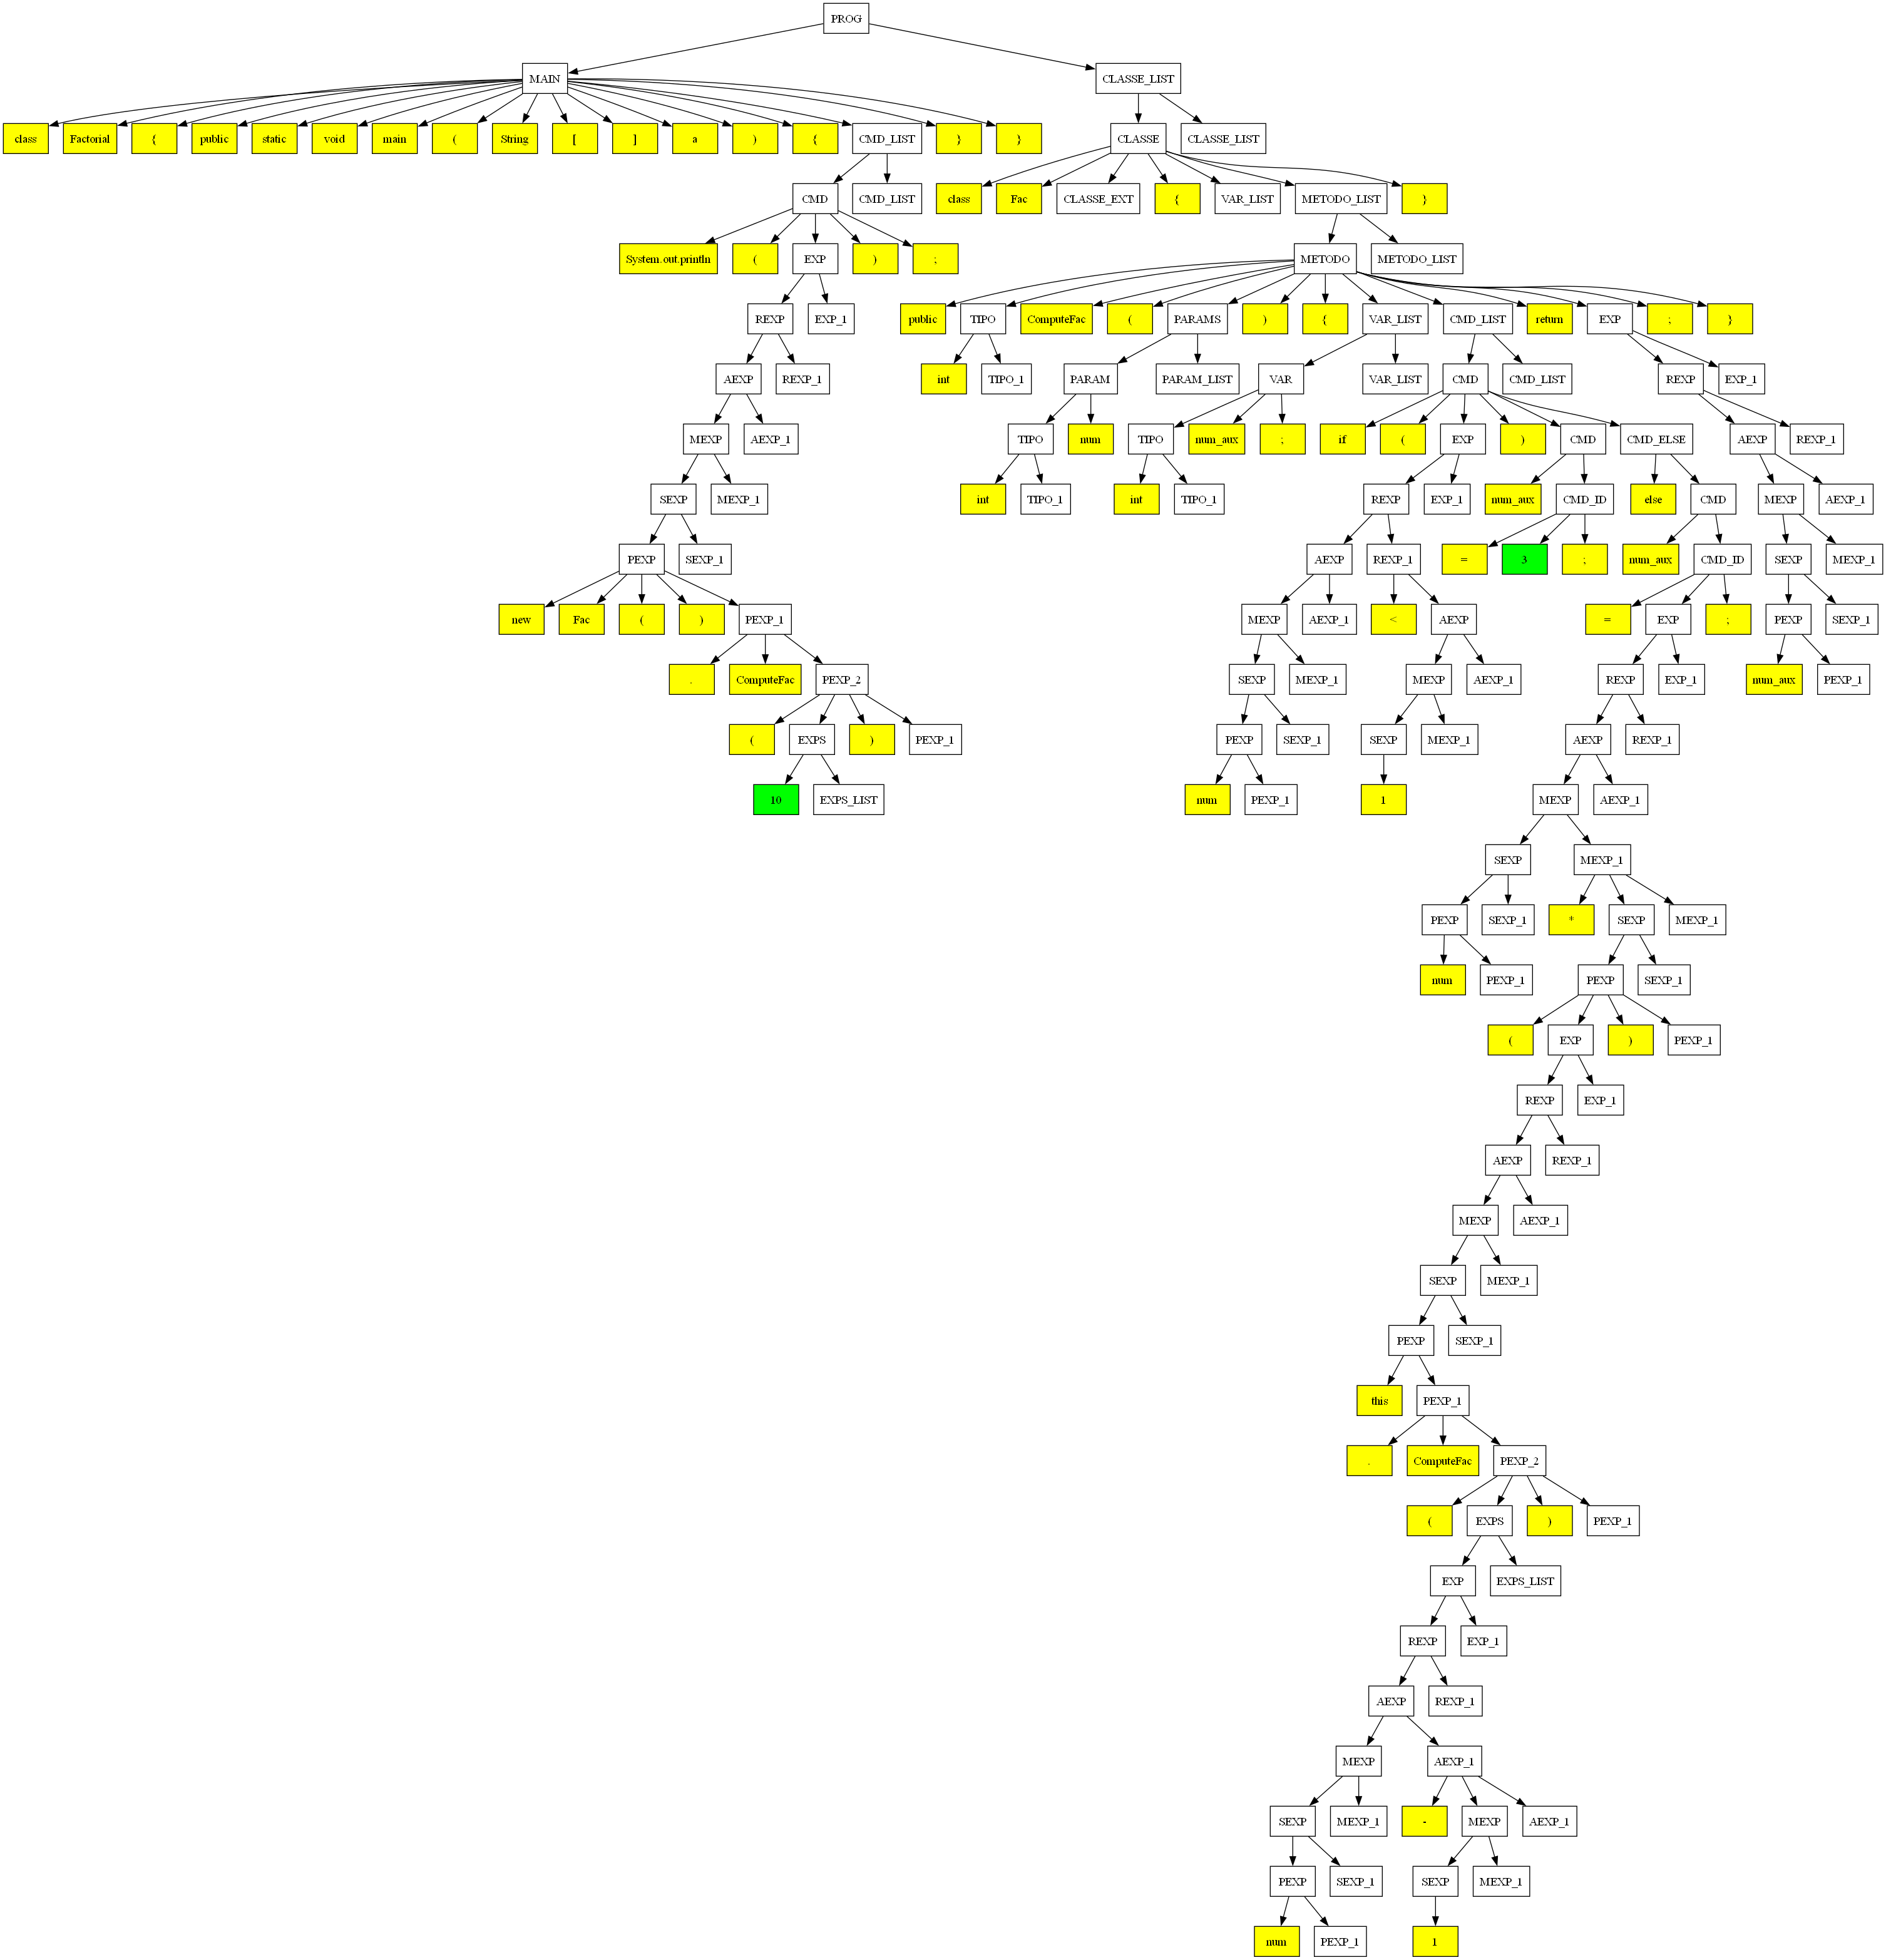 PROG
MAIN CLASSE_LIST
class Factorial { public static void main ( String [ ] a ) { CMD_LIST } } CLASSE CLASSE_LIST
CMD CMD_LIST class Fac CLASSE_EXT { VAR_LIST METODO_LIST }
System.out.println ( EXP ) ; METODO METODO_LIST
REXP EXP_1 public TIPO ComputeFac ( PARAMS ) { VAR_LIST CMD_LIST return EXP ; }
AEXP REXP_1 int TIPO_1 PARAM PARAM_LIST VAR VAR_LIST CMD CMD_LIST REXP EXP_1
MEXP AEXP_1 TIPO num TIPO num_aux ; if ( EXP ) CMD CMD_ELSE AEXP REXP_1
SEXP MEXP_1 int TIPO_1 int TIPO_1 REXP EXP_1 num_aux CMD_ID else CMD MEXP AEXP_1
PEXP SEXP_1 AEXP REXP_1 = 3 ; num_aux CMD_ID SEXP MEXP_1
new Fac ( ) PEXP_1 MEXP AEXP_1 < AEXP = EXP ; PEXP SEXP_1
. ComputeFac PEXP_2 SEXP MEXP_1 MEXP AEXP_1 REXP EXP_1 num_aux PEXP_1
( EXPS ) PEXP_1 PEXP SEXP_1 SEXP MEXP_1 AEXP REXP_1
10 EXPS_LIST num PEXP_1 1 MEXP AEXP_1
SEXP MEXP_1
PEXP SEXP_1 * SEXP MEXP_1
num PEXP_1 PEXP SEXP_1
( EXP ) PEXP_1
REXP EXP_1
AEXP REXP_1
MEXP AEXP_1
SEXP MEXP_1
PEXP SEXP_1
this PEXP_1
. ComputeFac PEXP_2
( EXPS ) PEXP_1
EXP EXPS_LIST
REXP EXP_1
AEXP REXP_1
MEXP AEXP_1
SEXP MEXP_1 - MEXP AEXP_1
PEXP SEXP_1 SEXP MEXP_1
num PEXP_1 1